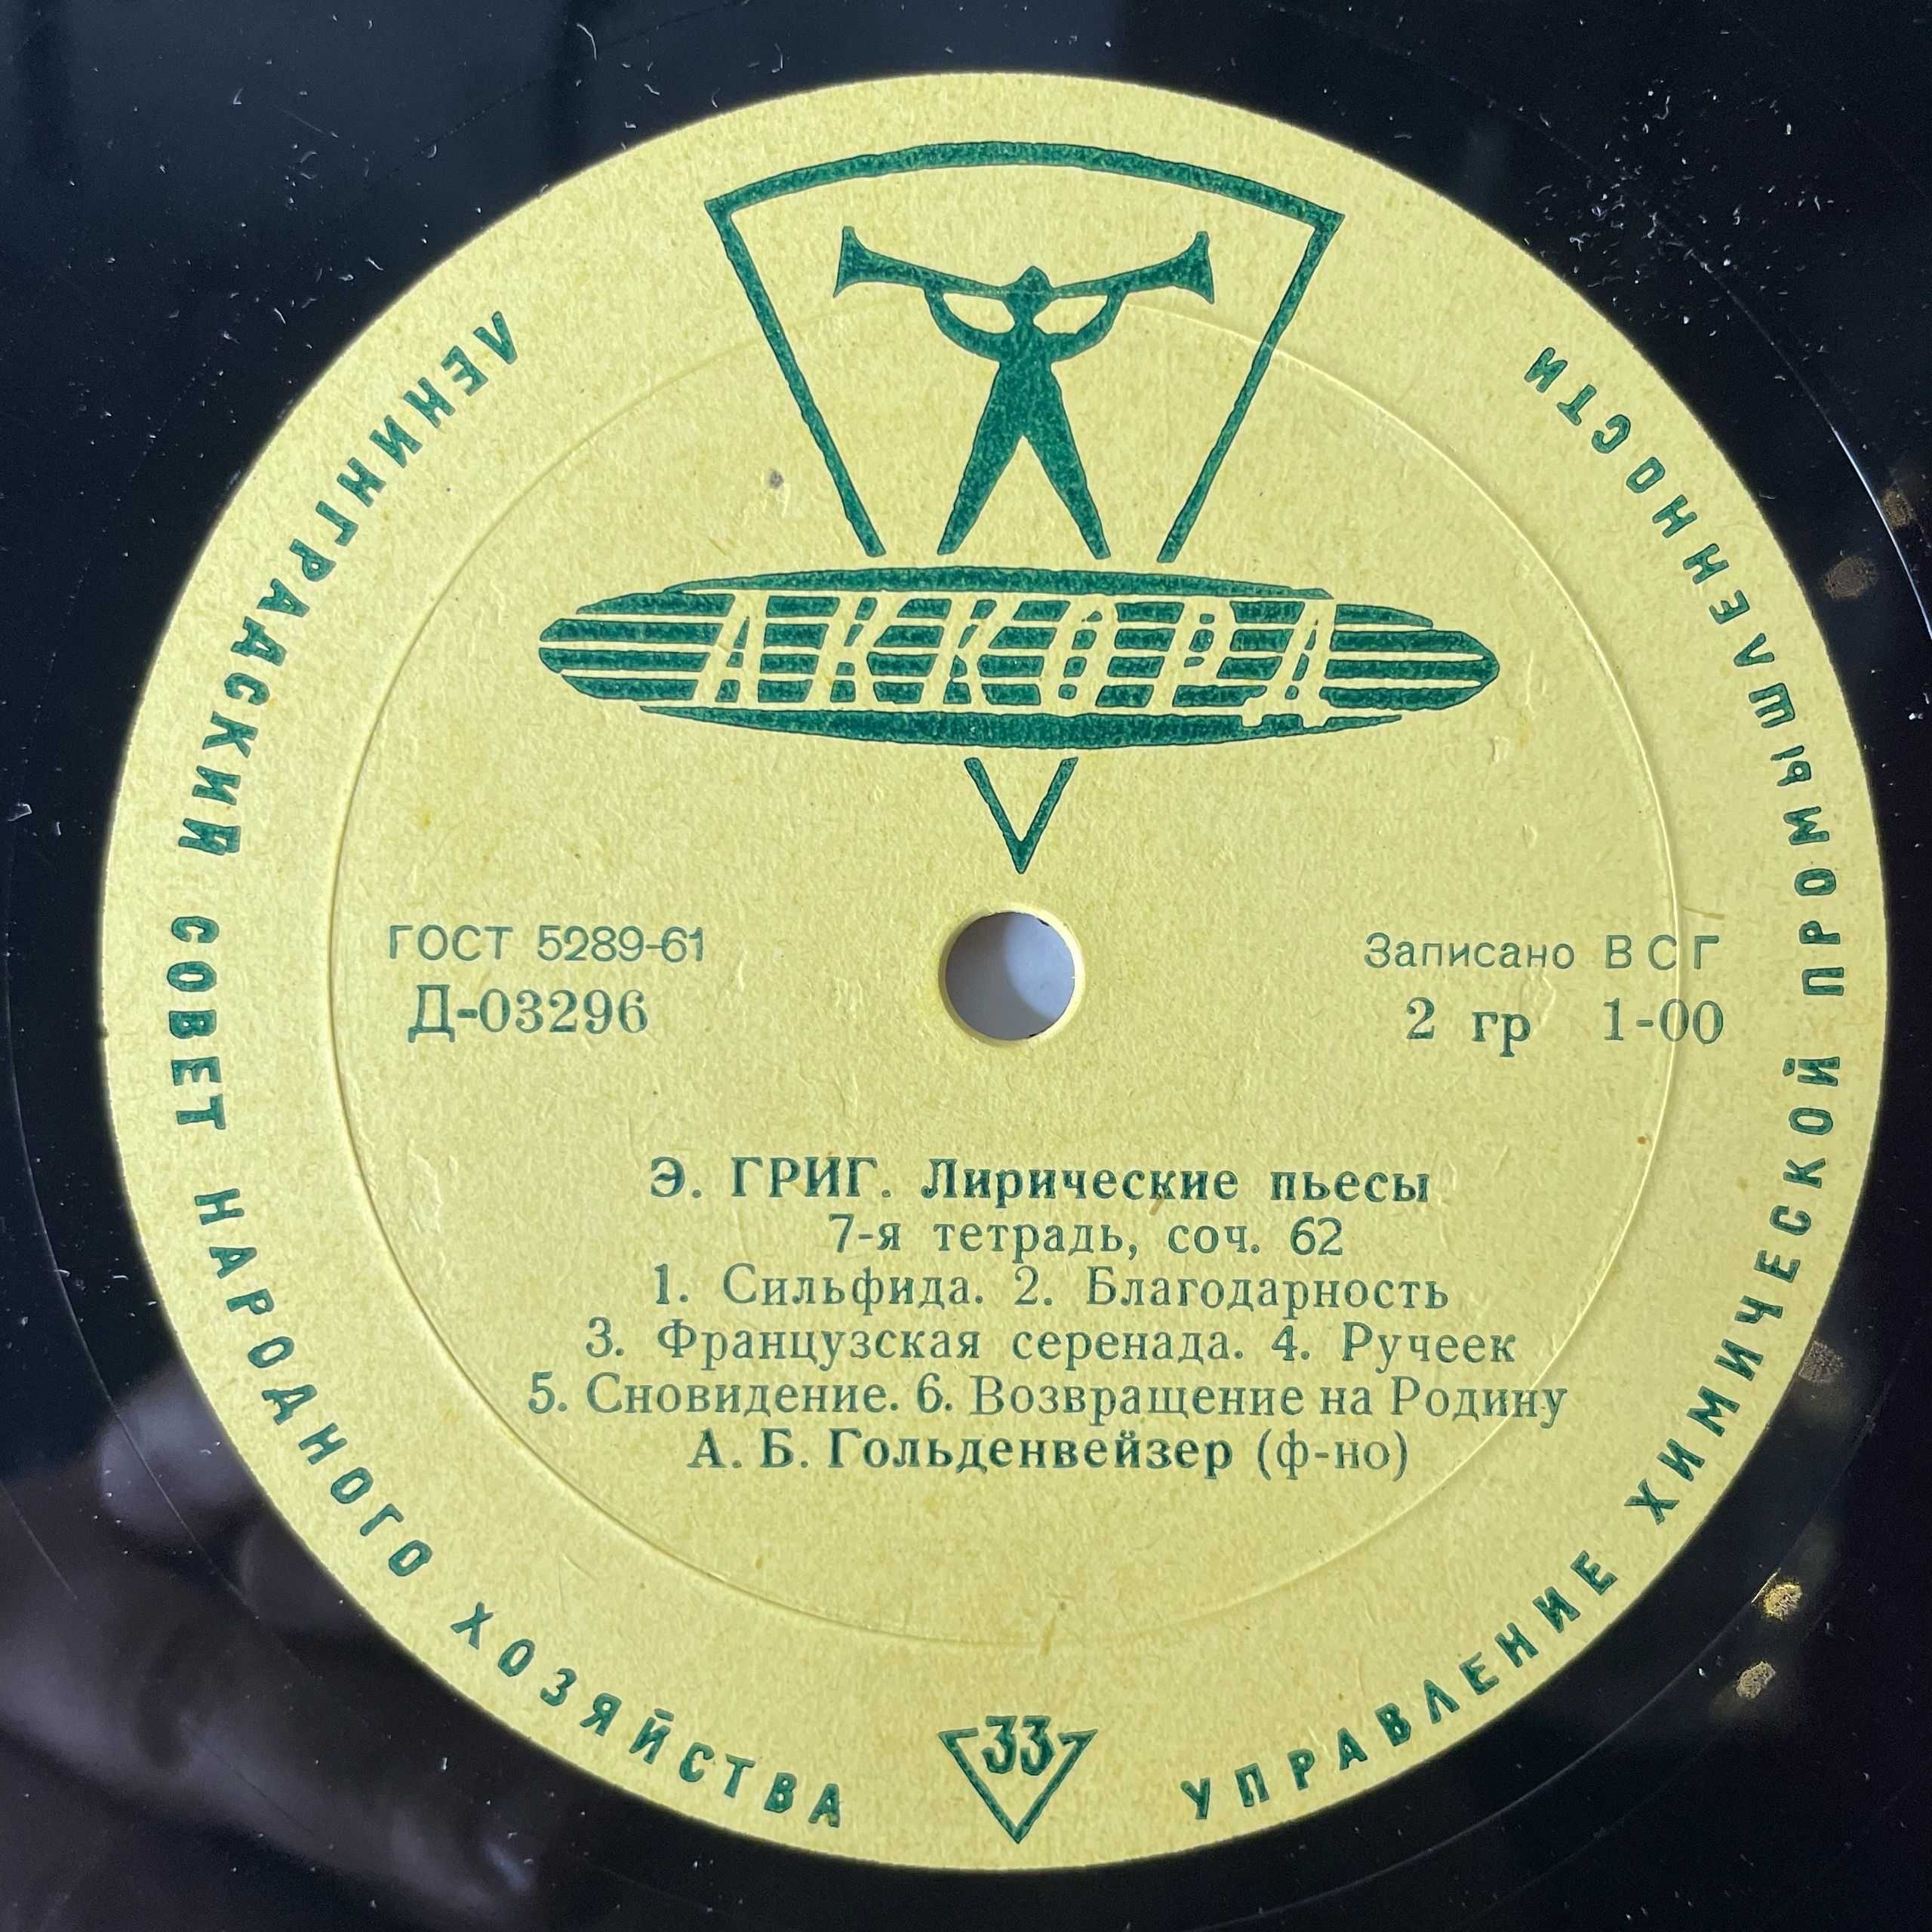 ЛЕНИНГРАДСКИЙ СОВЕТ НАРОДНОГО ХОЗЯЙСТВА
УПРАВЛЕНИЕ ХИМИЧЕСКОЙ ПРОМЫШЛЕННОСТИ
АККОРД
ГОСТ 5289-61
Д-03296
Записано ВСГ
2 гр 1-00
Э. ГРИГ. Лирические пьесы
7-я тетрадь, соч. 62
1. Сильфида. 2. Благодарность
3. Французская серенада. 4. Ручеек
5. Сновидение. 6. Возвращение на Родину
А. Б. Гольденвейзер (ф-но)
33